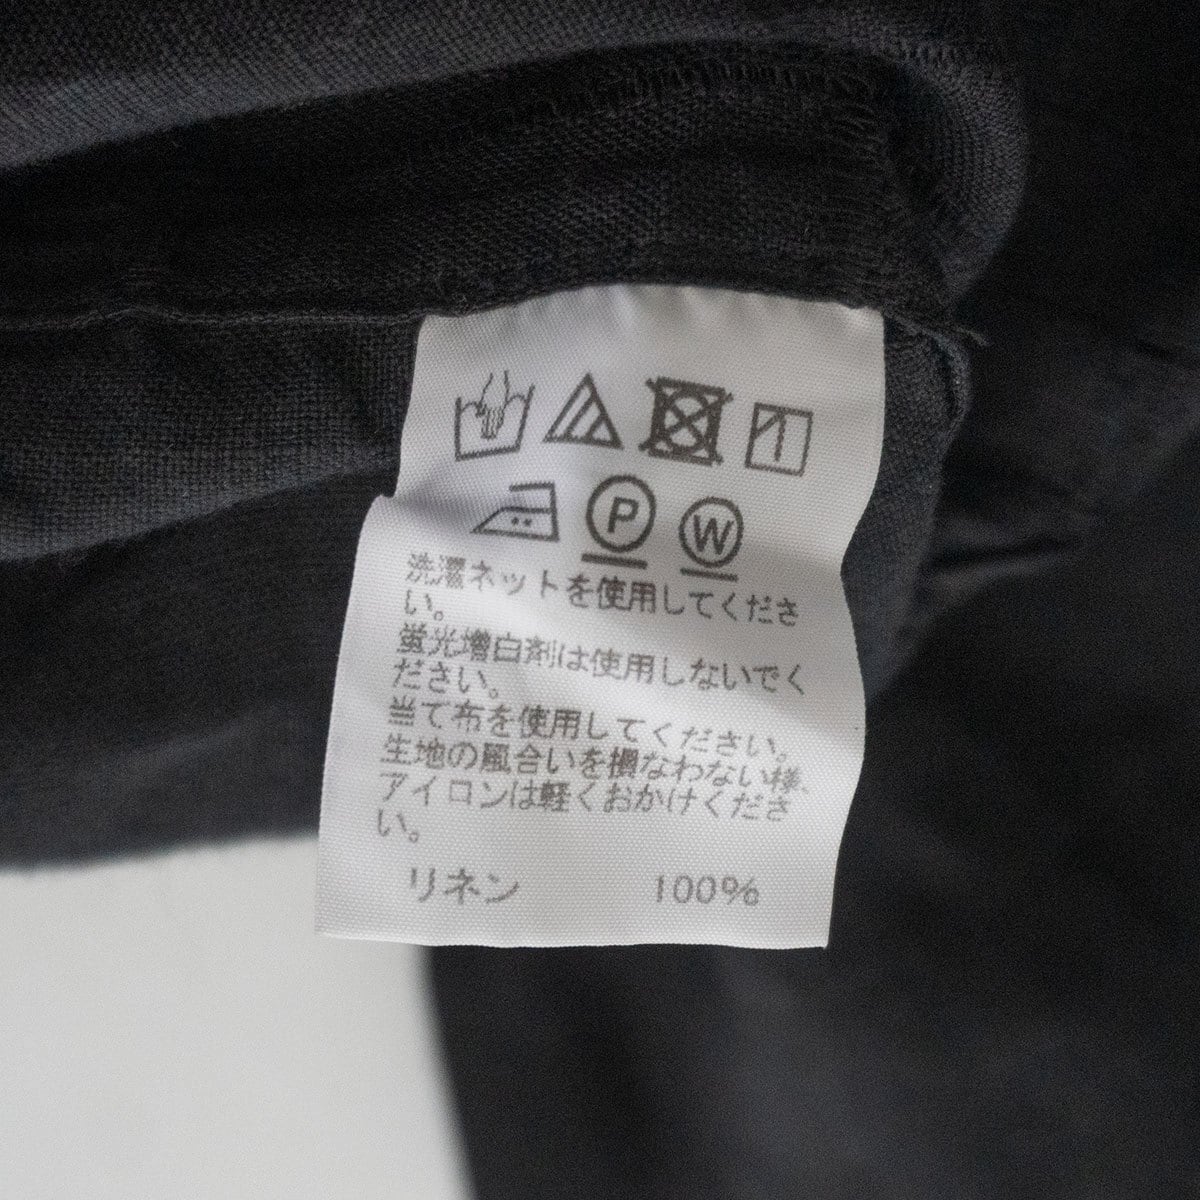 P W
洗濯ネットを使用してくださ
い。
蛍光増白剤は使用しないでく
ださい。
当て布を使用してください。
生地の風合いを損なわない様、
アイロンは軽くおかけくださ
い。
リネン 100%